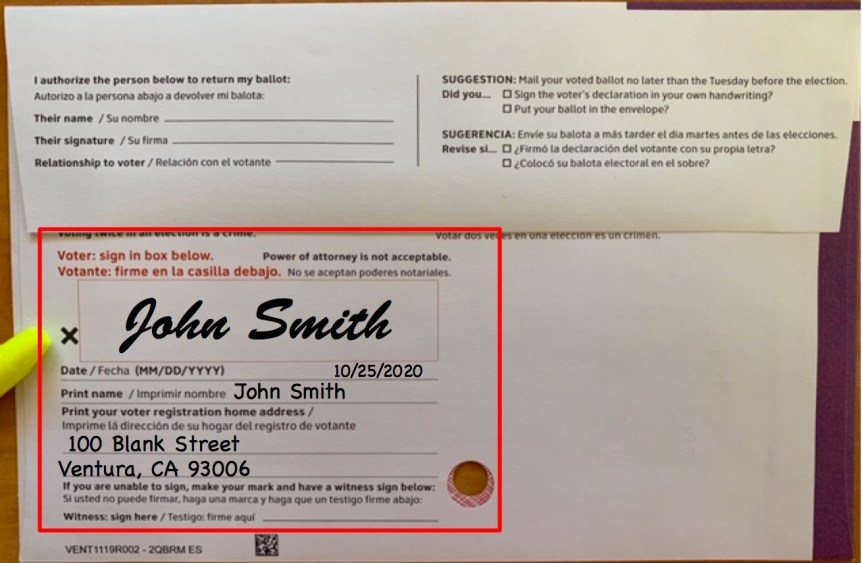 I authorize the person below to return my ballot:
Autorizo a la persona abajo a devolver mi balota:
Their name / Su nombre
Their signature / Su firma
Relationship to voter / Relación con el votante
SUGGESTION: Mail your voted ballot no later than the Tuesday before the election.
Did you... Sign the voter's declaration in your own handwriting?
Put your ballot in the envelope?
SUGERENCIA: Envíe su balota a más tarder el dia martes antes de las elecciones.
Revise si... ¿Firmó la declaración del votante con su propia letra?
¿Colocó su balota electoral en el sobre?
Voting twice in an election is a crime.
Votar dos veces en una elección es un crimen.
Voter: sign in box below. Power of attorney is not acceptable.
Votante: firme en la casilla debajo. No se aceptan poderes notariales.
X John Smith
Date / Fecha (MM/DD/YYYY) 10/25/2020
Print name / Imprimir nombre John Smith
Print your voter registration home address /
Imprime lá dirección de su hogar del registro de votante
100 Blank Street
Ventura, CA 93006
If you are unable to sign, make your mark and have a witness sign below:
Si usted no puede firmar, haga una marca y haga que un testigo firme abajo:
Witness: sign here / Testigo: firme aquí
VENT1119R002 - 2QBRM ES